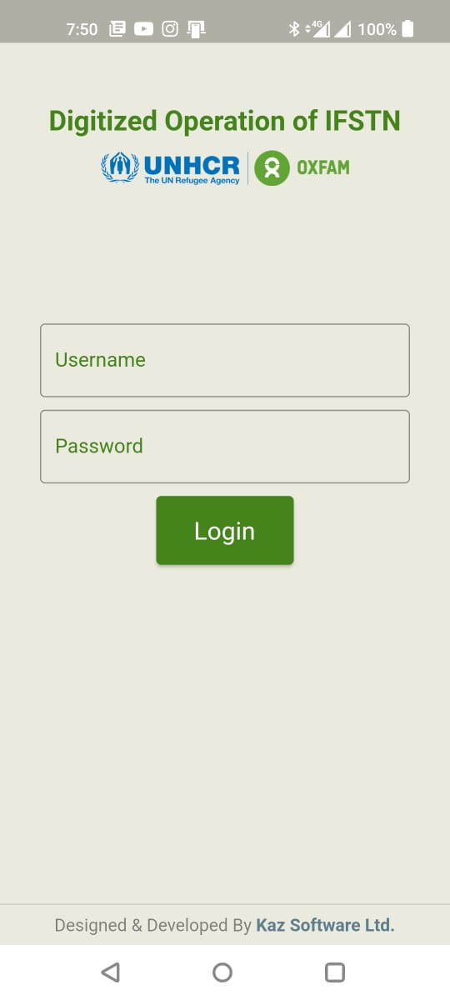 7:50 4G 100%
Digitized Operation of IFSTN
UNHCR OXFAM
The UN Refugee Agency
Username
Password
Login
Designed & Developed By Kaz Software Ltd.